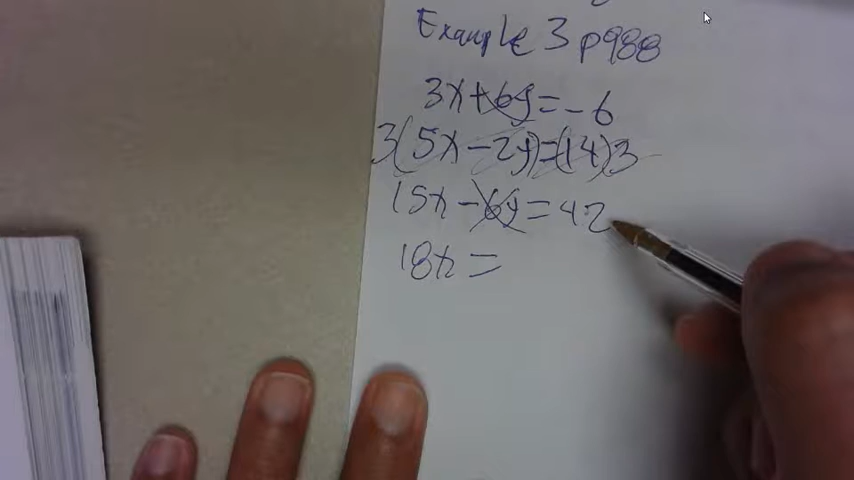 Example 3 p988
3x+6y=-6
3(5x-2y)=(14)3
15x-6y=42
18x=